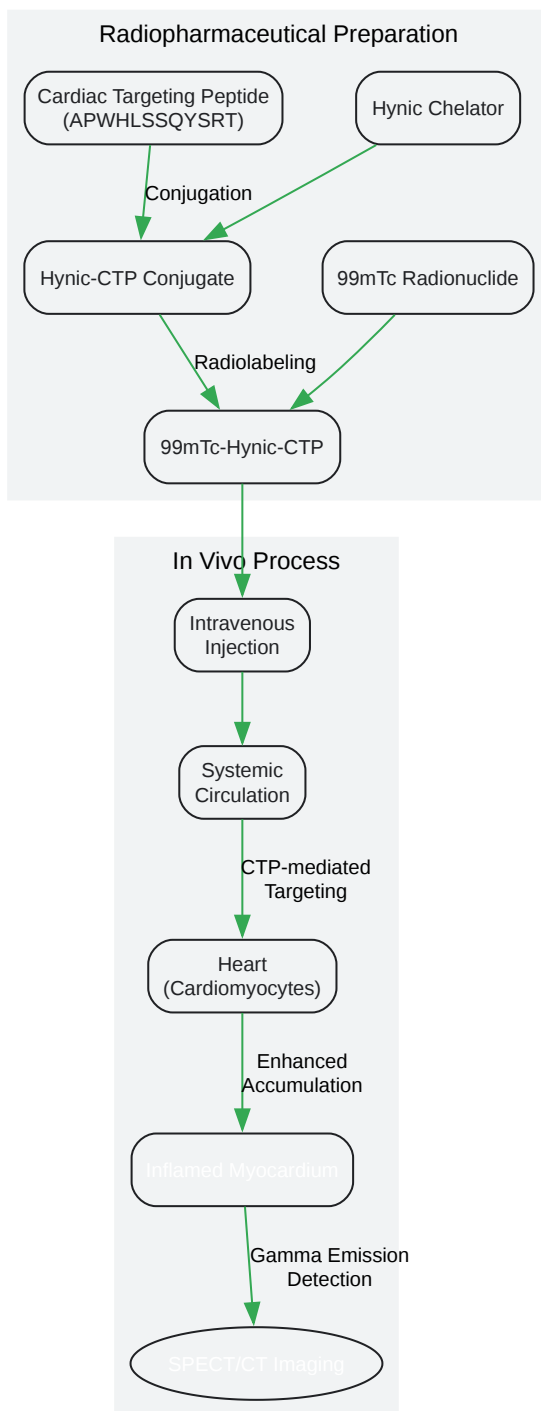 Radiopharmaceutical Preparation
Cardiac Targeting Peptide
(APWHLSSQYSRT)
Hynic Chelator
Conjugation
Hynic-CTP Conjugate
99mTc Radionuclide
Radiolabeling
99mTc-Hynic-CTP
In Vivo Process
Intravenous
Injection
Systemic
Circulation
CTP-mediated
Targeting
Heart
(Cardiomyocytes)
Enhanced
Accumulation
Inflamed Myocardium
Gamma Emission
Detection
SPECT/CT Imaging